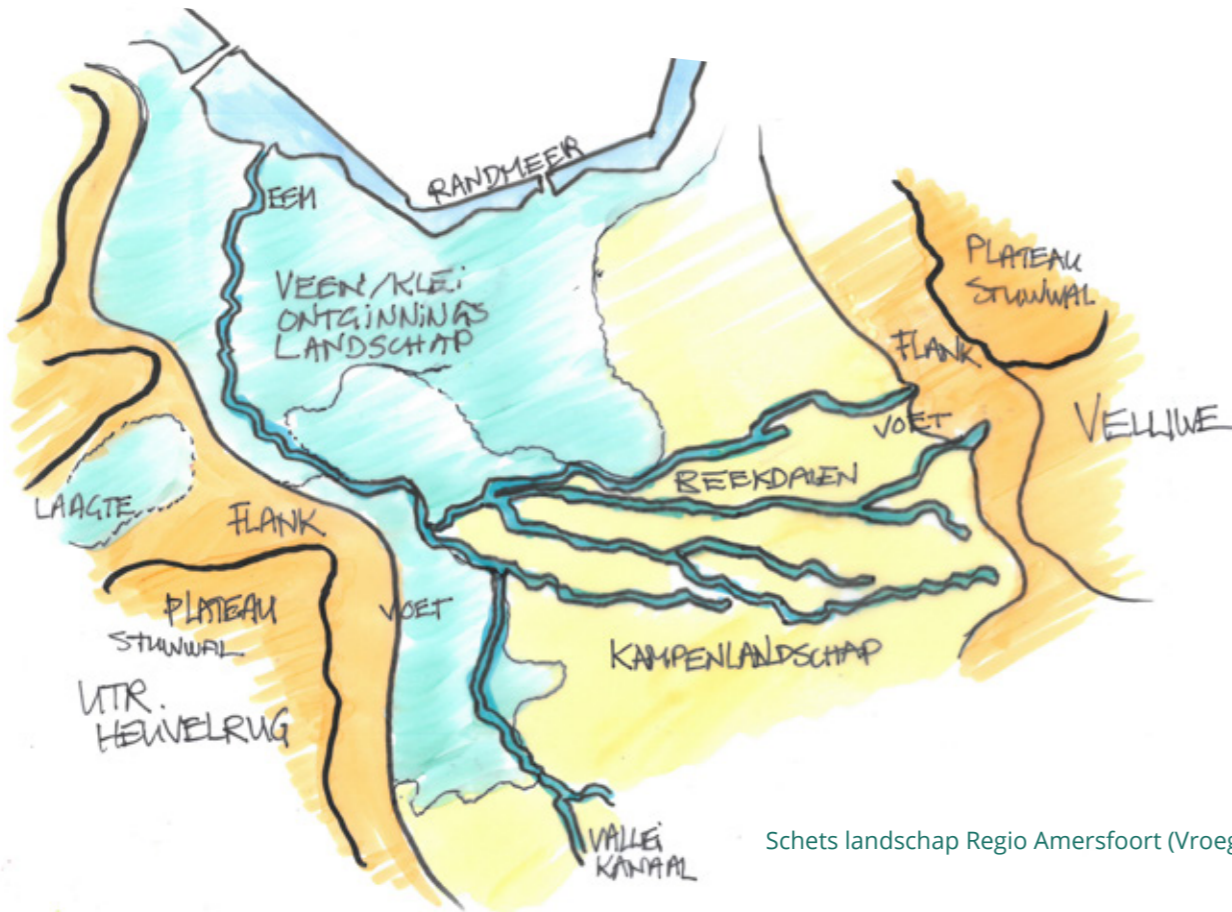 RANDMEER
EEM
VEEN/KLEI
ONTGINNINGS
LANDSCHAP
PLATEAU
STUWWAL
FLANK
VOET
VELUWE
BEEKDALEN
LAAGTE
FLANK
PLATEAU
STUWWAL
VOET
UTR.
HEUVELRUG
KAMPENLANDSCHAP
VALLEI
KANAAL
Schets landschap Regio Amersfoort (Vroeg